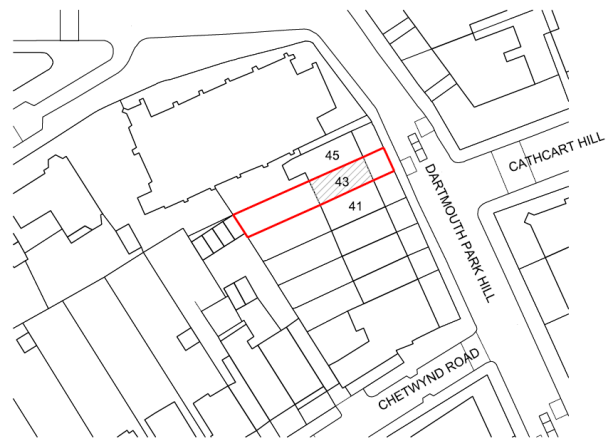 45
CATHCART HILL
43
41
DARTMOUTH PARK HILL
CHETWYND ROAD